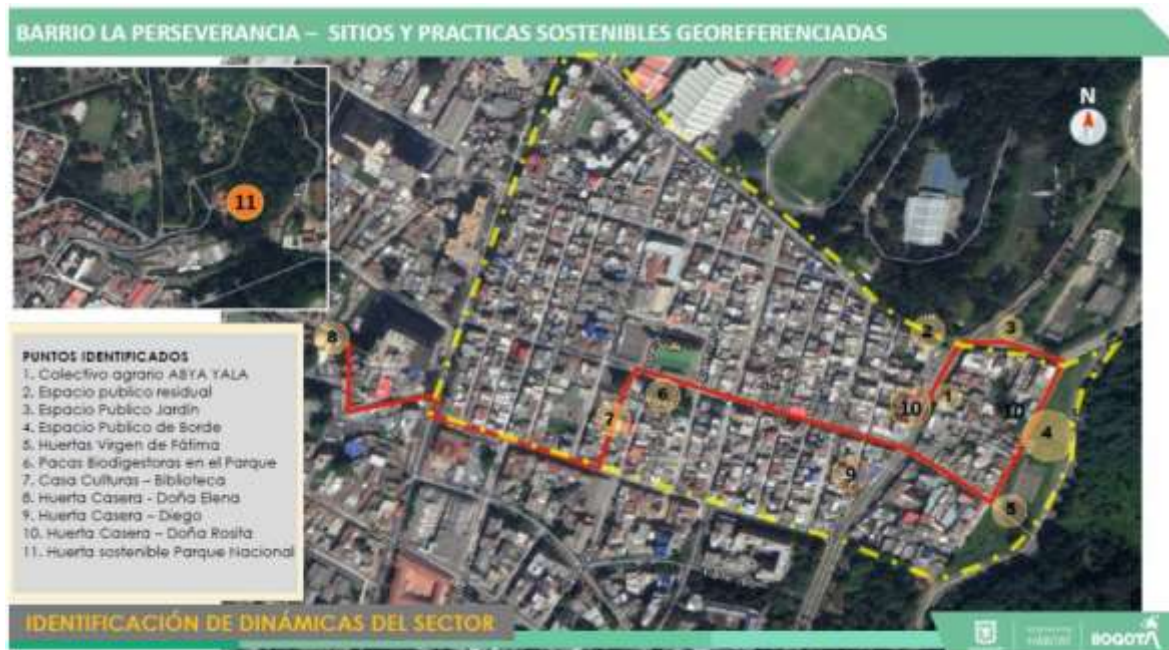 BARRIO LA PERSEVERANCIA – SITIOS Y PRACTICAS SOSTENIBLES GEOREFERENCIADAS
N
11
8
2
3
6
10
1
10
7
4
9
5
PUNTOS IDENTIFICADOS
1. Colectivo agrario ABYA YALA
2. Espacio publico residual
3. Espacio Publico Jardín
4. Espacio Publico de Borde
5. Huertas Virgen de Fátima
6. Pacas Biodigestoras en el Parque
7. Casa Culturas – Biblioteca
8. Huerta Casera - Doña Elena
9. Huerta Casera – Diego
10. Huerta Casera – Doña Rosita
11. Huerta sostenible Parque Nacional
IDENTIFICACIÓN DE DINÁMICAS DEL SECTOR
HÁBITAT
BOGOTÁ